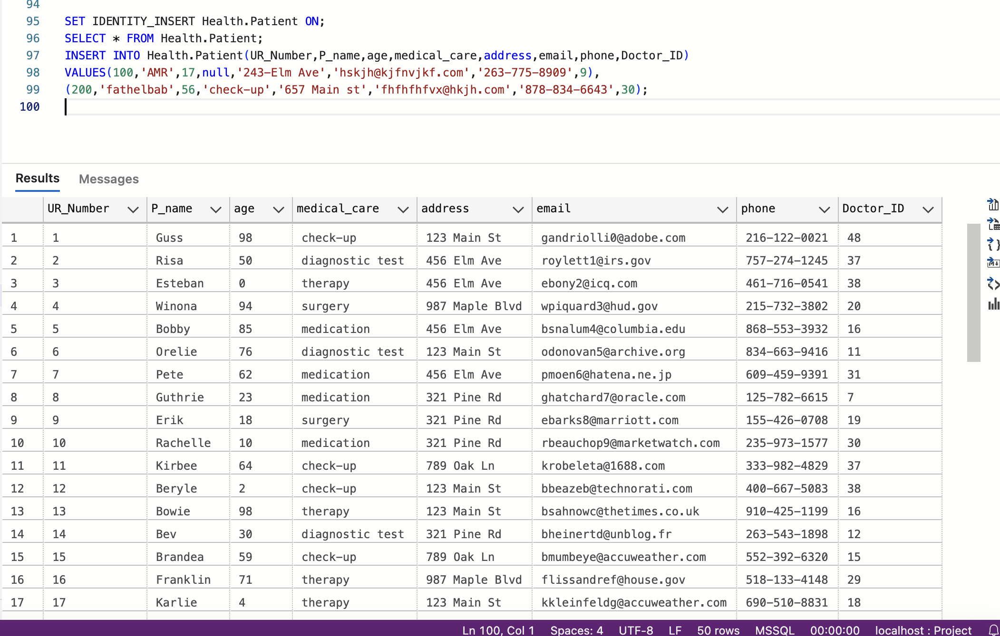 94
95 SET IDENTITY_INSERT Health.Patient ON;
96 SELECT * FROM Health.Patient;
97 INSERT INTO Health.Patient(UR_Number,P_name,age,medical_care,address,email,phone,Doctor_ID)
98 VALUES(100,'AMR',17,null,'243-Elm Ave','hskjh@kjfnvjkf.com','263-775-8909',9),
99 (200,'fathelbab',56,'check-up','657 Main st','fhfhfhfvx@hkjh.com','878-834-6643',30);
100
Results Messages
UR_Number P_name age medical_care address email phone Doctor_ID
1 1 Guss 98 check-up 123 Main St gandriolli0@adobe.com 216-122-0021 48
2 2 Risa 50 diagnostic test 456 Elm Ave roylett1@irs.gov 757-274-1245 37
3 3 Esteban 0 therapy 456 Elm Ave ebony2@icq.com 461-716-0541 38
4 4 Winona 94 surgery 987 Maple Blvd wpiquard3@hud.gov 215-732-3802 20
5 5 Bobby 85 medication 456 Elm Ave bsnalum4@columbia.edu 868-553-3932 16
6 6 Orelie 76 diagnostic test 123 Main St odonovan5@archive.org 834-663-9416 11
7 7 Pete 62 medication 456 Elm Ave pmoen6@hatena.ne.jp 609-459-9391 31
8 8 Guthrie 23 medication 321 Pine Rd ghatchard7@oracle.com 125-782-6615 7
9 9 Erik 18 surgery 321 Pine Rd ebarks8@marriott.com 155-426-0708 19
10 10 Rachelle 10 medication 321 Pine Rd rbeauchop9@marketwatch.com 235-973-1577 30
11 11 Kirbee 64 check-up 789 Oak Ln krobeleta@1688.com 333-982-4829 37
12 12 Beryle 2 check-up 123 Main St bbeazeb@technorati.com 400-667-5083 38
13 13 Bowie 98 therapy 123 Main St bsahnowc@thetimes.co.uk 910-425-1199 16
14 14 Bev 30 diagnostic test 321 Pine Rd bheinertd@unblog.fr 263-543-1898 12
15 15 Brandea 59 check-up 789 Oak Ln bmumbeye@accuweather.com 552-392-6320 15
16 16 Franklin 71 therapy 987 Maple Blvd flissandref@house.gov 518-133-4148 29
17 17 Karlie 4 therapy 123 Main St kkleinfeldg@accuweather.com 690-510-8831 18
Ln 100, Col 1 Spaces: 4 UTF-8 LF 50 rows MSSQL 00:00:00 localhost : Project